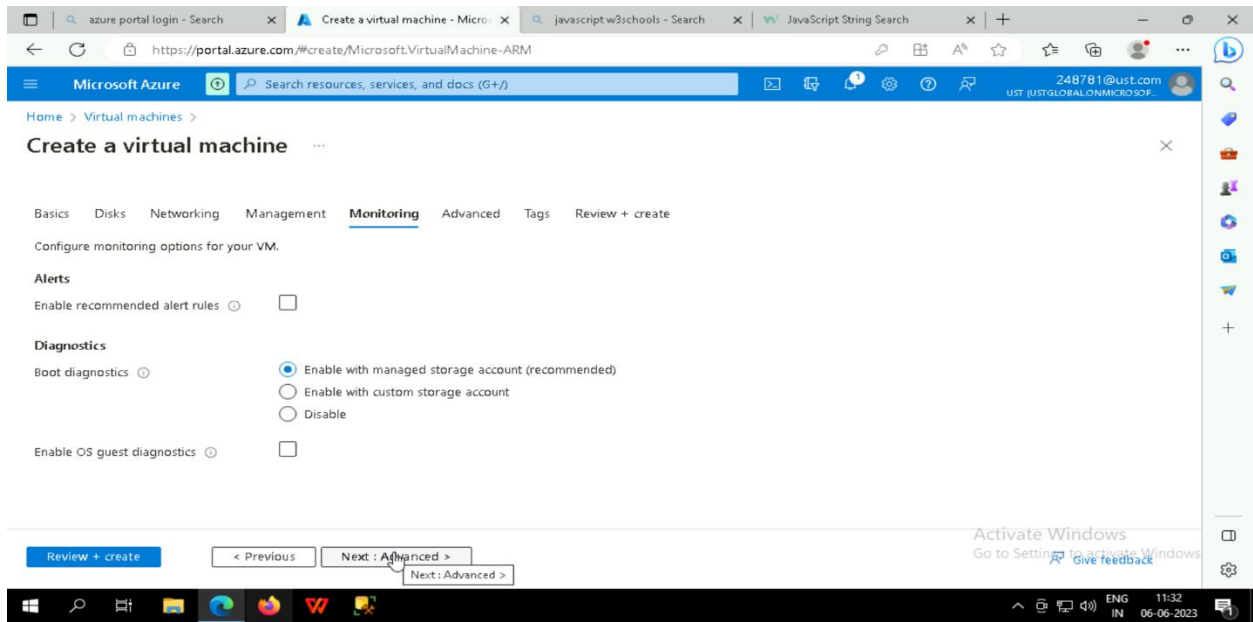 azure portal login - Search
Create a virtual machine - Micro
javascript w3schools - Search
JavaScript String Search
https://portal.azure.com/#create/Microsoft.VirtualMachine-ARM
Microsoft Azure
Search resources, services, and docs (G+/)
1
248781@ust.com
UST (USTGLOBALONMICROSOF...
Home > Virtual machines >
Create a virtual machine ...
Basics Disks Networking Management Monitoring Advanced Tags Review + create
Configure monitoring options for your VM.
Alerts
Enable recommended alert rules
Diagnostics
Boot diagnostics
Enable with managed storage account (recommended)
Enable with custom storage account
Disable
Enable OS guest diagnostics
Activate Windows
Go to Settings to activate Windows.
Give feedback
Review + create
< Previous
Next : Advanced >
Next : Advanced >
ENG
IN
11:32
06-06-2023
1